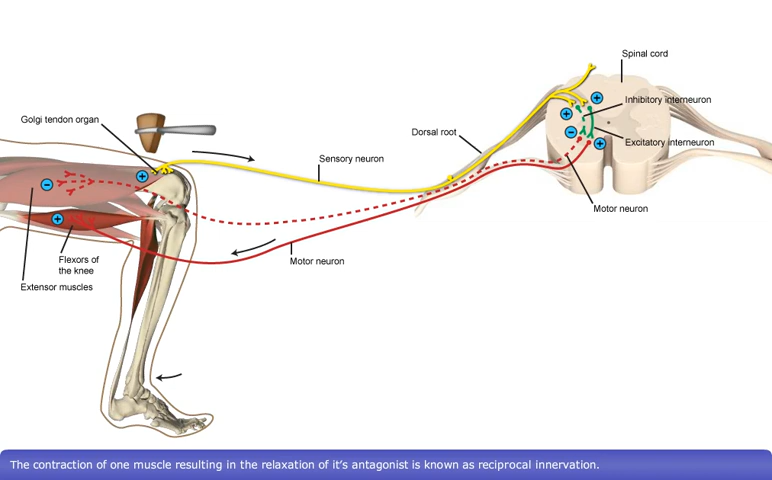 Spinal cord
Inhibitory interneuron
Golgi tendon organ
Dorsal root
Excitatory interneuron
Sensory neuron
Motor neuron
Flexors of
the knee
Motor neuron
Extensor muscles
The contraction of one muscle resulting in the relaxation of it's antagonist is known as reciprocal innervation.